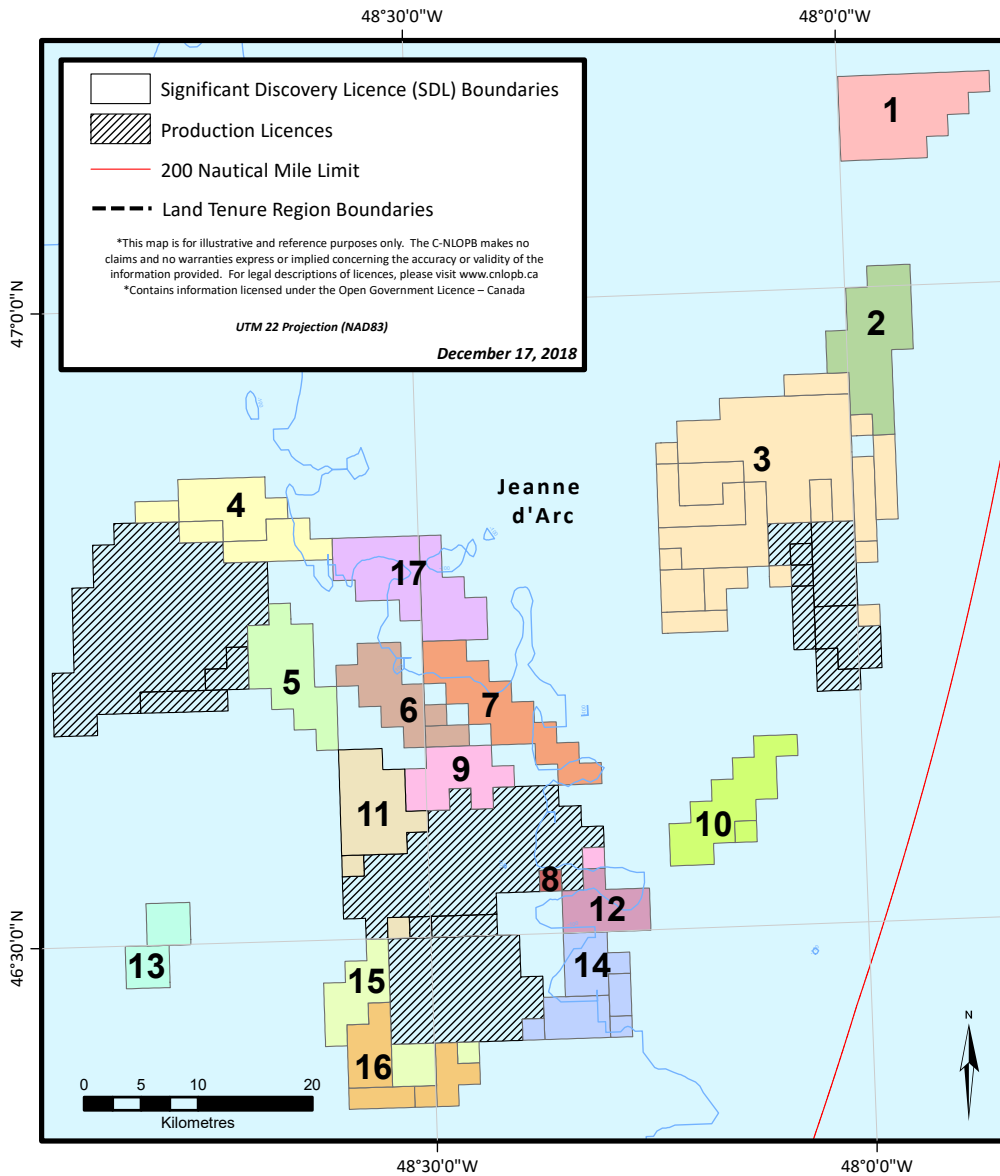 48°30'0"W
48°0'0"W
Significant Discovery Licence (SDL) Boundaries
Production Licences
200 Nautical Mile Limit
Land Tenure Region Boundaries
*This map is for illustrative and reference purposes only. The C-NLOPB makes no
claims and no warranties express or implied concerning the accuracy or validity of the
information provided. For legal descriptions of licences, please visit www.cnlopb.ca
*Contains information licensed under the Open Government Licence – Canada
UTM 22 Projection (NAD83)
December 17, 2018
1
47°0'0"N
2
3
Jeanne
d'Arc
4
17
5
6
7
9
10
11
8
12
13
46°30'0"N
14
15
16
0
5
10
20
Kilometres
N
48°30'0"W
48°0'0"W